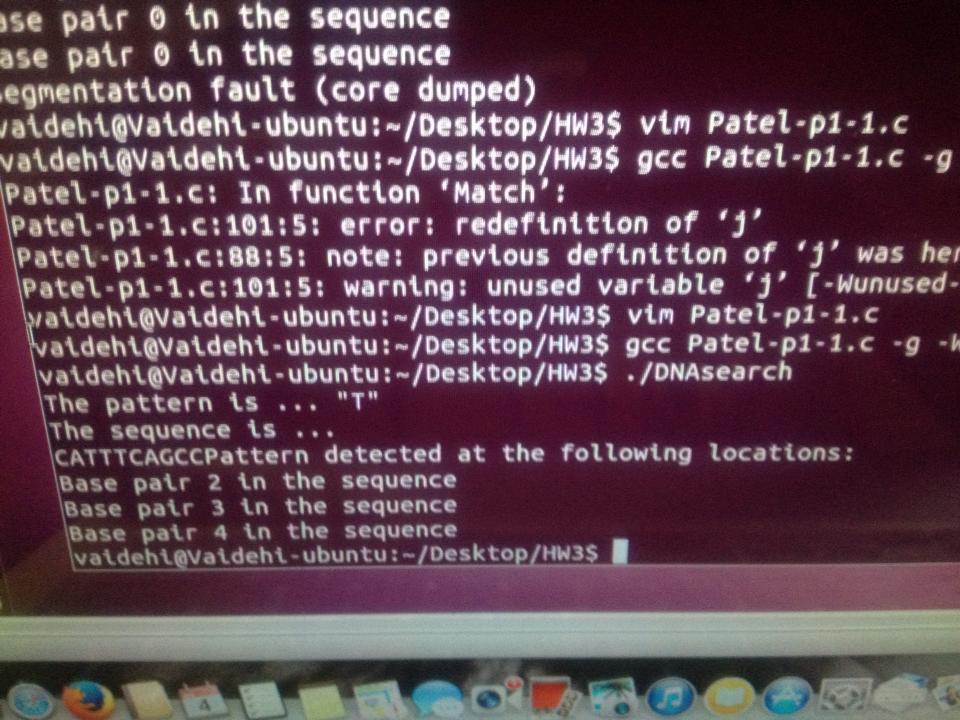 ase pair 0 in the sequence
ase pair 0 in the sequence
egmentation fault (core dumped)
vaidehi@Vaidehi-ubuntu:~/Desktop/HW3$ vim Patel-p1-1.c
vaidehi@Vaidehi-ubuntu:~/Desktop/HW3$ gcc Patel-p1-1.c -g
Patel-p1-1.c: In function ‘Match’:
Patel-p1-1.c:101:5: error: redefinition of ‘j’
Patel-p1-1.c:88:5: note: previous definition of ‘j’ was her
Patel-p1-1.c:101:5: warning: unused variable ‘j’ [-Wunused-
vaidehi@Vaidehi-ubuntu:~/Desktop/HW3$ vim Patel-p1-1.c
vaidehi@Vaidehi-ubuntu:~/Desktop/HW3$ gcc Patel-p1-1.c -g -W
vaidehi@Vaidehi-ubuntu:~/Desktop/HW3$ ./DNAsearch
The pattern is ... "T"
The sequence is ...
CATTTCAGCCPattern detected at the following locations:
Base pair 2 in the sequence
Base pair 3 in the sequence
Base pair 4 in the sequence
vaidehi@Vaidehi-ubuntu:~/Desktop/HW3$
4